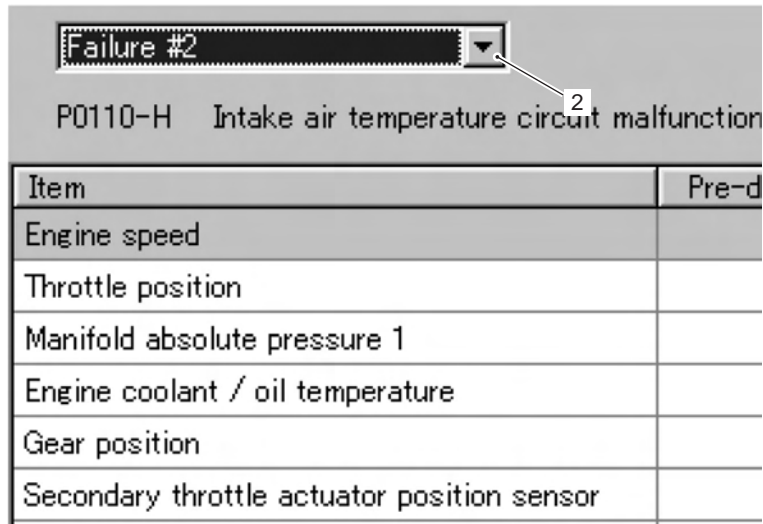 Failure #2
2
P0110-H Intake air temperature circuit malfunction
Item Pre-d
Engine speed
Throttle position
Manifold absolute pressure 1
Engine coolant / oil temperature
Gear position
Secondary throttle actuator position sensor